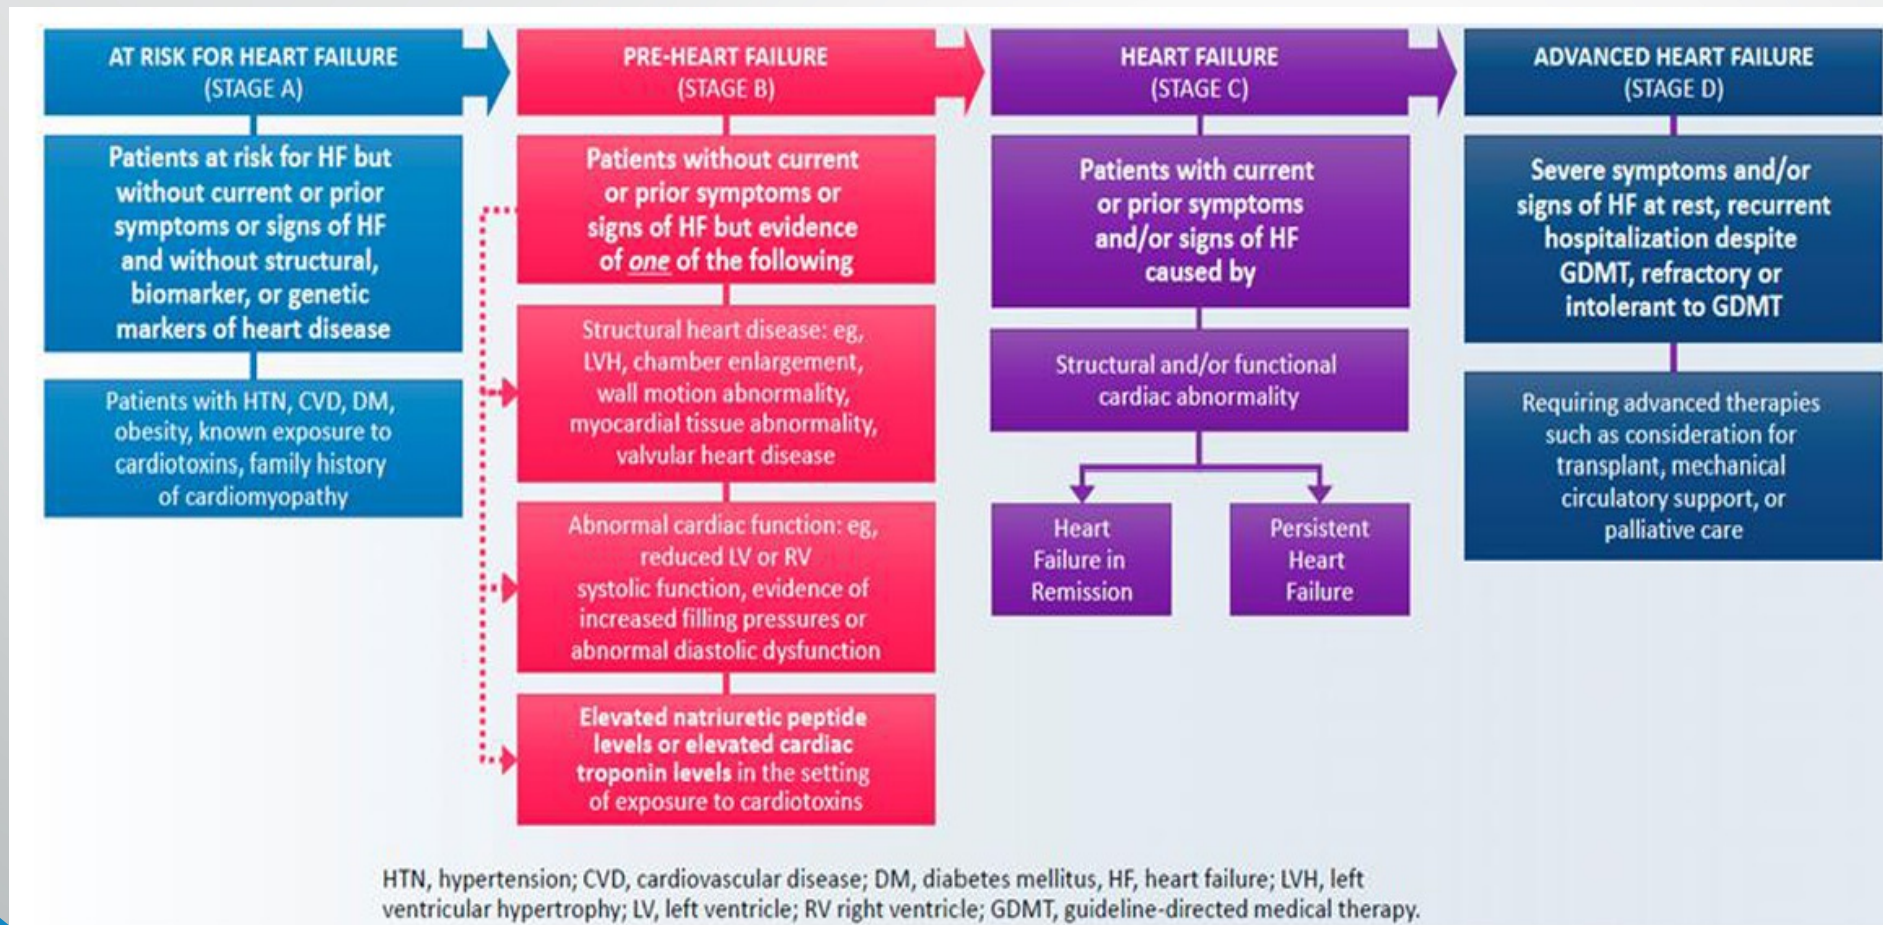 AT RISK FOR HEART FAILURE
(STAGE A)
Patients at risk for HF but
without current or prior
symptoms or signs of HF
and without structural,
biomarker, or genetic
markers of heart disease
Patients with HTN, CVD, DM,
obesity, known exposure to
cardiotoxins, family history
of cardiomyopathy
PRE-HEART FAILURE
(STAGE B)
Patients without current
or prior symptoms or
signs of HF but evidence
of one of the following
Structural heart disease: eg,
LVH, chamber enlargement,
wall motion abnormality,
myocardial tissue abnormality,
valvular heart disease
Abnormal cardiac function: eg,
reduced LV or RV
systolic function, evidence of
increased filling pressures or
abnormal diastolic dysfunction
Elevated natriuretic peptide
levels or elevated cardiac
troponin levels in the setting
of exposure to cardiotoxins
HEART FAILURE
(STAGE C)
Patients with current
or prior symptoms
and/or signs of HF
caused by
Structural and/or functional
cardiac abnormality
Heart
Failure in
Remission
Persistent
Heart
Failure
ADVANCED HEART FAILURE
(STAGE D)
Severe symptoms and/or
signs of HF at rest, recurrent
hospitalization despite
GDMT, refractory or
intolerant to GDMT
Requiring advanced therapies
such as consideration for
transplant, mechanical
circulatory support, or
palliative care
HTN, hypertension; CVD, cardiovascular disease; DM, diabetes mellitus, HF, heart failure; LVH, left
ventricular hypertrophy; LV, left ventricle; RV right ventricle; GDMT, guideline-directed medical therapy.